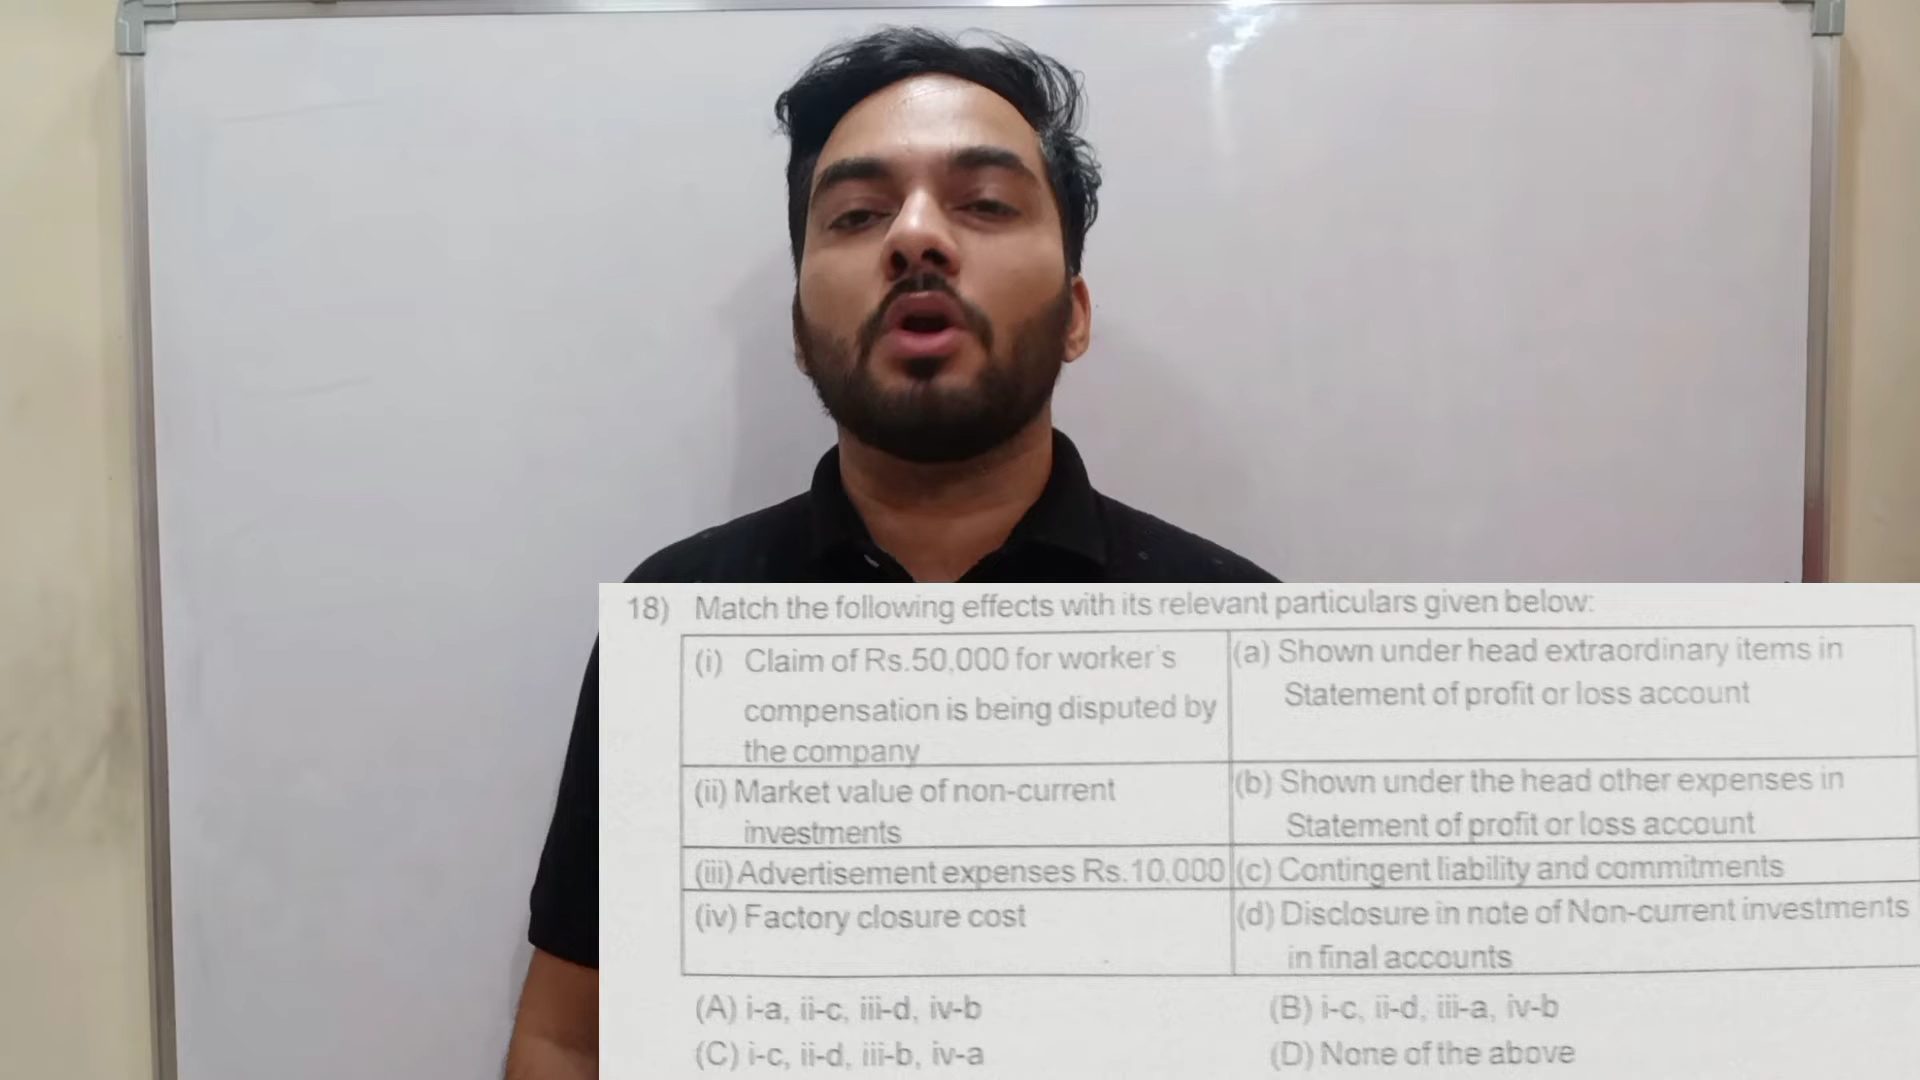 18) Match the following effects with its relevant particulars given below:
(i) Claim of Rs.50,000 for worker's
compensation is being disputed by
the company
(a) Shown under head extraordinary items in
Statement of profit or loss account
(ii) Market value of non-current
investments
(b) Shown under the head other expenses in
Statement of profit or loss account
(iii) Advertisement expenses Rs.10,000
(c) Contingent liability and commitments
(iv) Factory closure cost
(d) Disclosure in note of Non-current investments
in final accounts
(A) i-a, ii-c, iii-d, iv-b
(B) i-c, ii-d, iii-a, iv-b
(C) i-c, ii-d, iii-b, iv-a
(D) None of the above